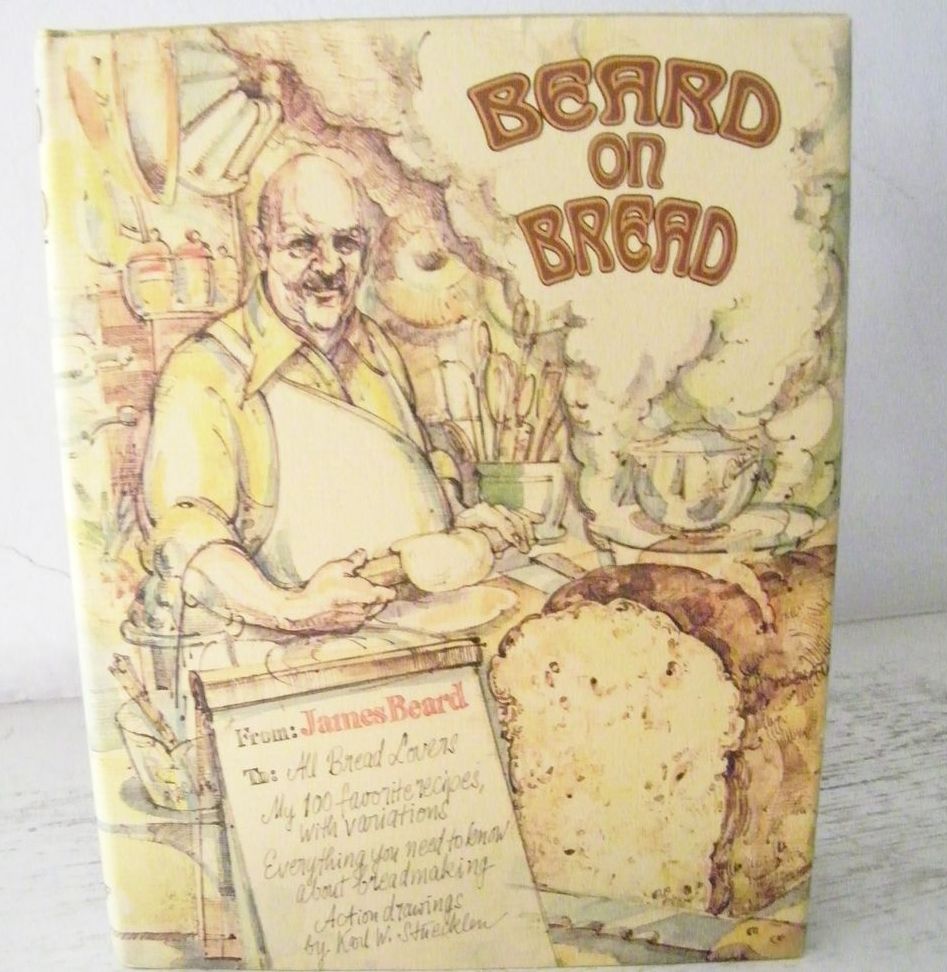 BEARD
on
BREAD
From: James Beard
To: All Bread Lovers
My 100 favorite recipes,
with variations
Everything you need to know
about breadmaking
Action drawings
by Karl W. Stuecklen